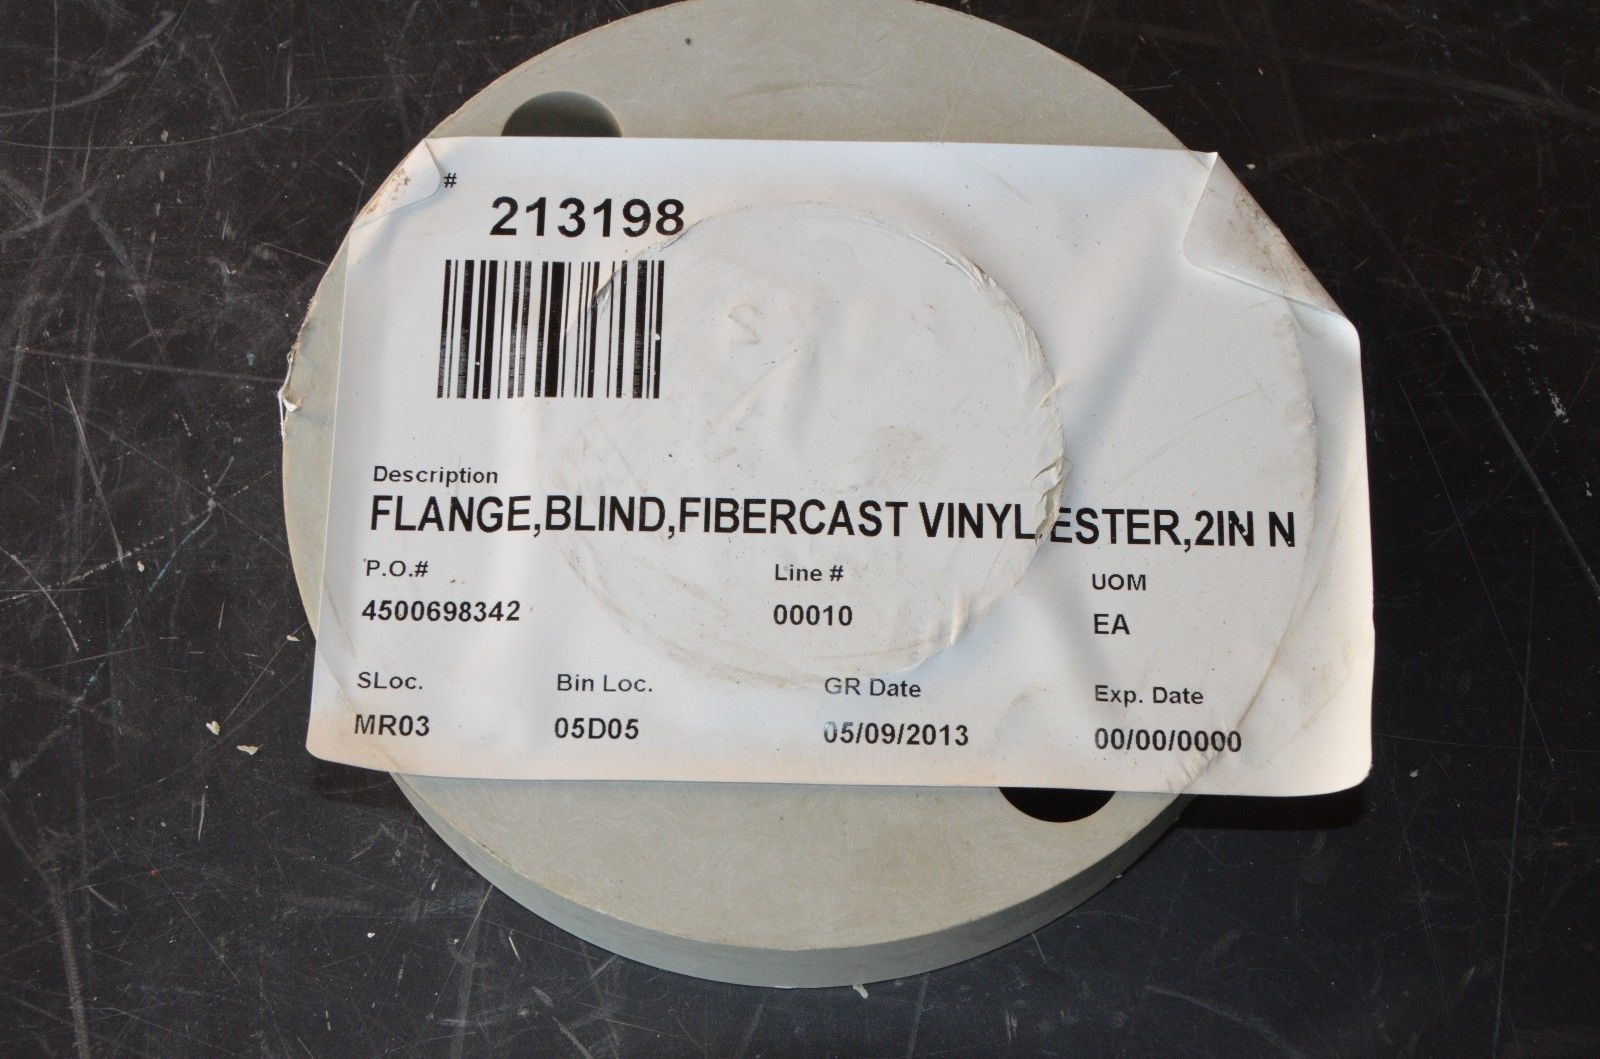 #
213198
Description
FLANGE,BLIND,FIBERCAST VINYL ESTER,2IN N
P.O.# Line # UOM
4500698342 00010 EA
SLoc. Bin Loc. GR Date Exp. Date
MR03 05D05 05/09/2013 00/00/0000